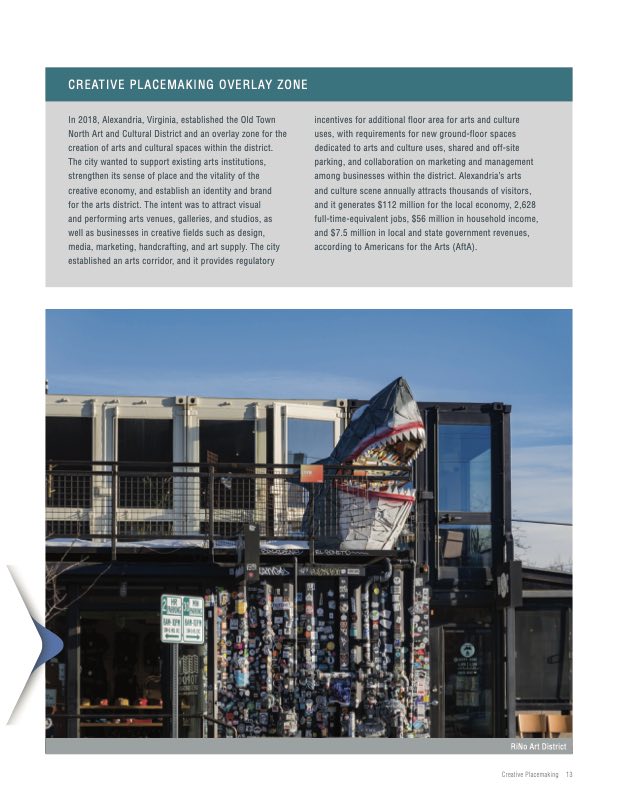 CREATIVE PLACEMAKING OVERLAY ZONE
In 2018, Alexandria, Virginia, established the Old Town
North Art and Cultural District and an overlay zone for the
creation of arts and cultural spaces within the district.
The city wanted to support existing arts institutions,
strengthen its sense of place and the vitality of the
creative economy, and establish an identity and brand
for the arts district. The intent was to attract visual
and performing arts venues, galleries, and studios, as
well as businesses in creative fields such as design,
media, marketing, handcrafting, and art supply. The city
established an arts corridor, and it provides regulatory
incentives for additional floor area for arts and culture
uses, with requirements for new ground-floor spaces
dedicated to arts and culture uses, shared and off-site
parking, and collaboration on marketing and management
among businesses within the district. Alexandria's arts
and culture scene annually attracts thousands of visitors,
and it generates $112 million for the local economy, 2,628
full-time-equivalent jobs, $56 million in household income,
and $7.5 million in local and state government revenues,
according to Americans for the Arts (AftA).
2 HR
PARKING
8AM-10PM
MIN
PARKING
8AM-10PM
RiNo Art District
Creative Placemaking 13